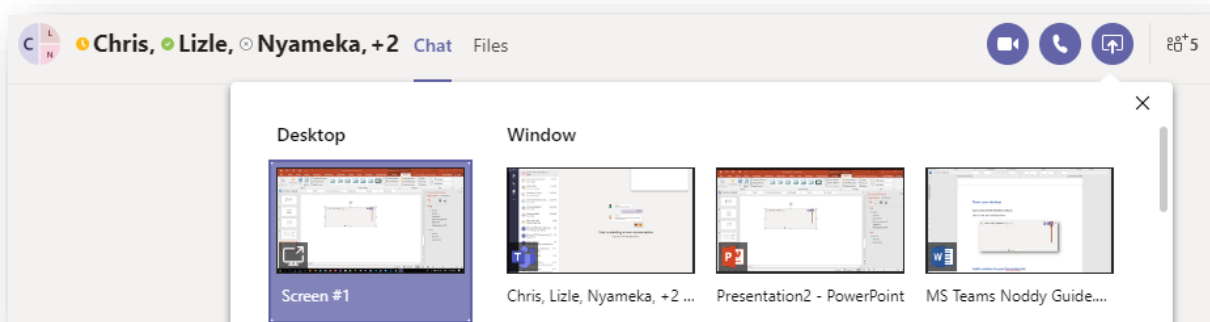 C L N Chris, Lizle, Nyameka, +2 Chat Files +5
Desktop Window
Screen #1 Chris, Lizle, Nyameka, +2 ... Presentation2 - PowerPoint MS Teams Noddy Guide....